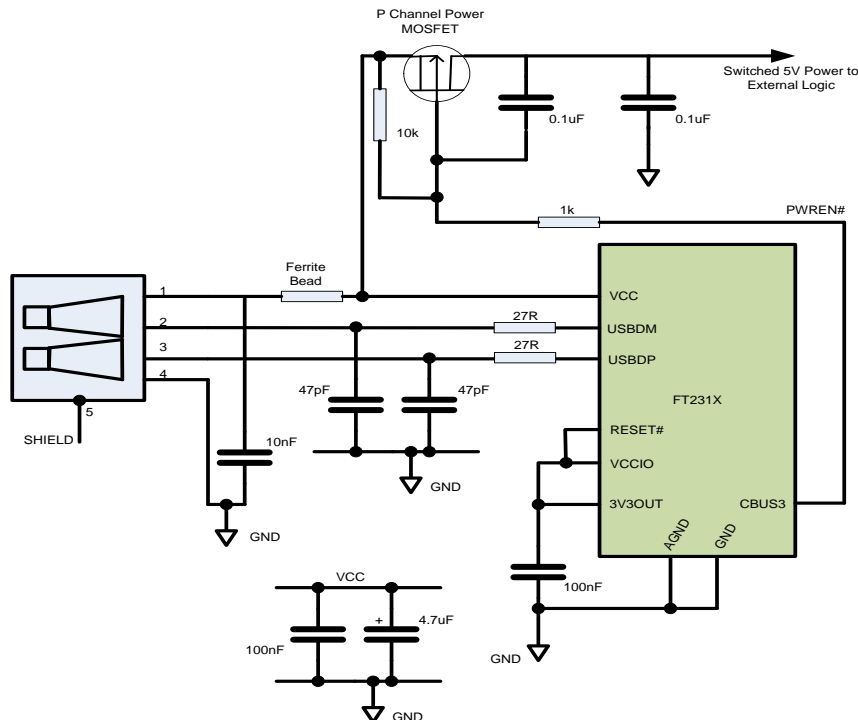 P Channel Power
MOSFET
Switched 5V Power to
External Logic
0.1uF
0.1uF
10k
1k
PWREN#
Ferrite
Bead
1
2
3
4
5
SHIELD
27R
27R
VCC
USBDM
USBDP
FT231X
RESET#
VCCIO
3V3OUT
CBUS3
AGND
GND
47pF
47pF
10nF
GND
GND
100nF
GND
VCC
100nF
+
4.7uF
GND